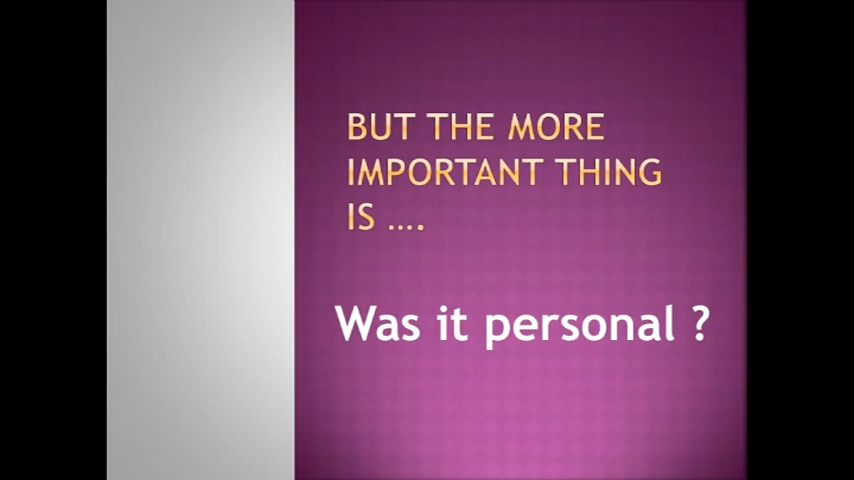 BUT THE MORE
IMPORTANT THING
IS ....
Was it personal ?